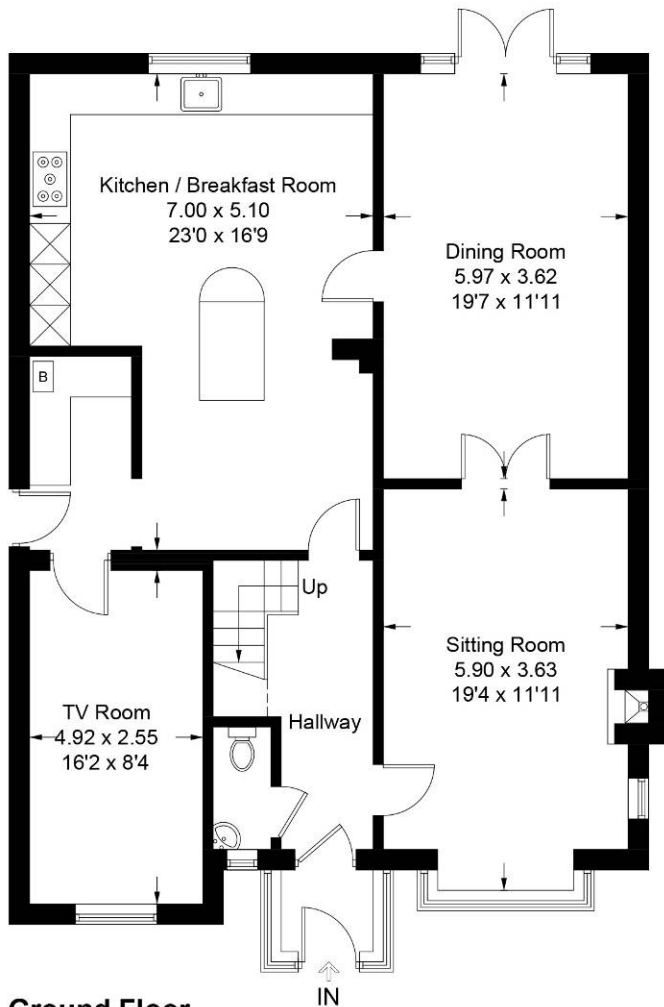 Kitchen / Breakfast Room
7.00 x 5.10
23'0 x 16'9
Dining Room
5.97 x 3.62
19'7 x 11'11
B
Up
Sitting Room
5.90 x 3.63
19'4 x 11'11
TV Room
4.92 x 2.55
16'2 x 8'4
Hallway
IN
Ground Floor